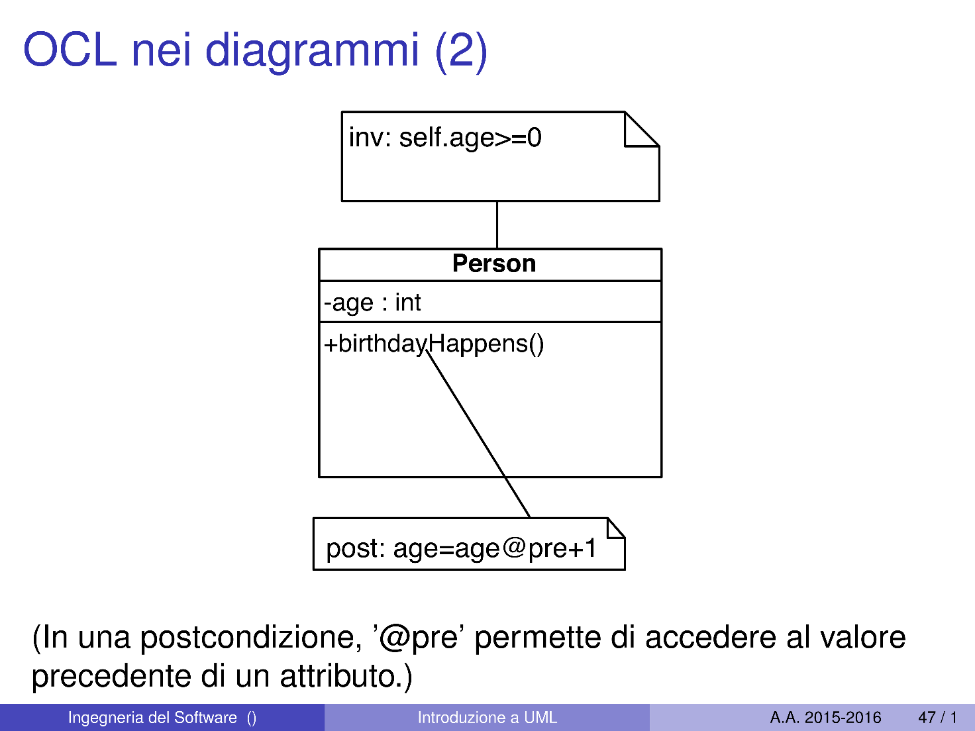 OCL nei diagrammi (2)
inv: self.age>=0
Person
-age : int
+birthdayHappens()
post: age=age@pre+1
(In una postcondizione, '@pre' permette di accedere al valore
precedente di un attributo.)
Ingegneria del Software () Introduzione a UML A.A. 2015-2016 47 / 1